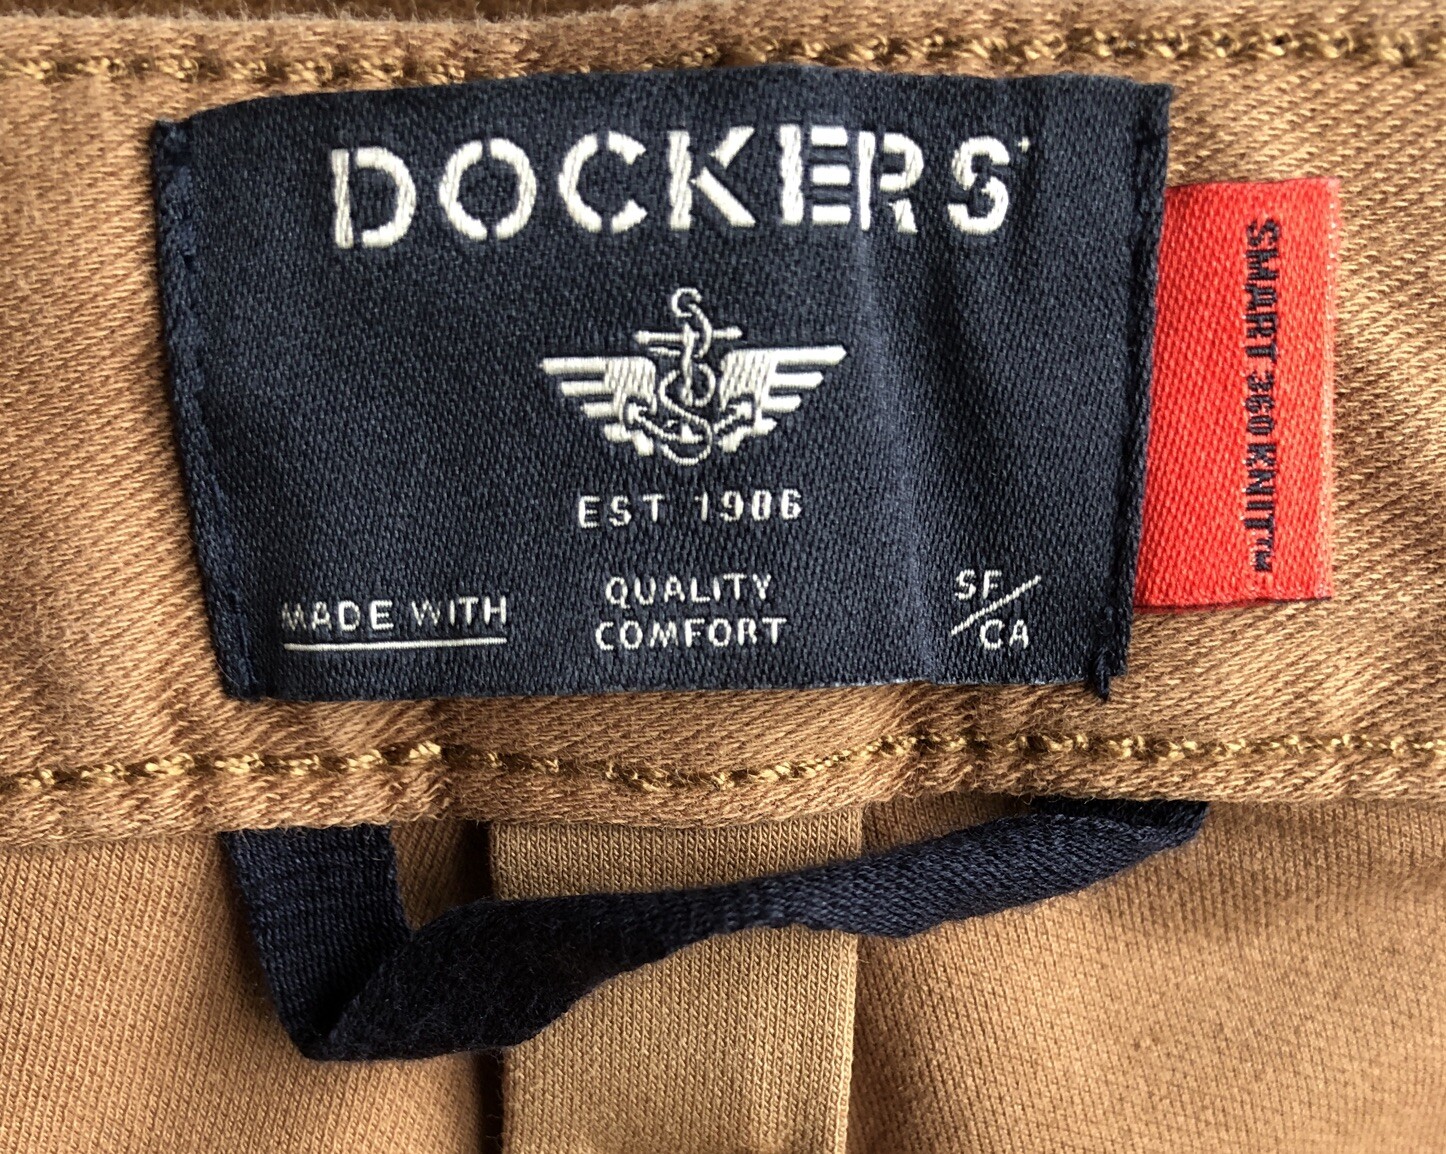 DOCKERS
EST 1986
MADE WITH
QUALITY
COMFORT
SF/
CA
SMART 360 KNIT™